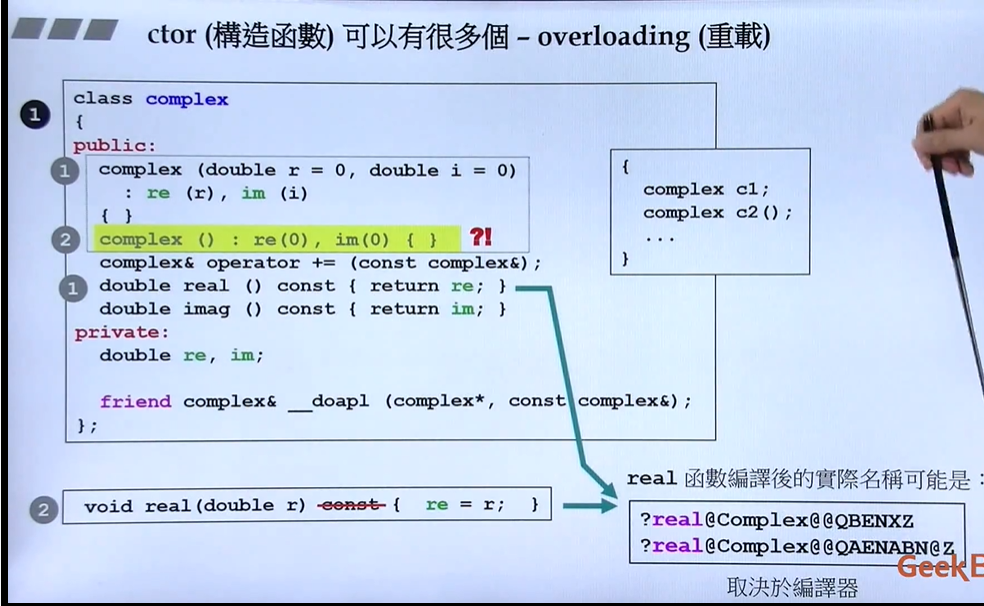 ctor (構造函數) 可以有很多個 – overloading (重載)
1
class complex
{
public:
1
complex (double r = 0, double i = 0)
: re (r), im (i)
{ }
2
complex () : re(0), im(0) { }
?!
complex& operator += (const complex&);
1
double real () const { return re; }
double imag () const { return im; }
private:
double re, im;
friend complex& __doapl (complex*, const complex&);
};
{
complex c1;
complex c2();
...
}
2
void real(double r) const { re = r; }
real 函數編譯後的實際名稱可能是：
?real@Complex@@QBENXZ
?real@Complex@@QAENABN@Z
取決於編譯器
GeekB